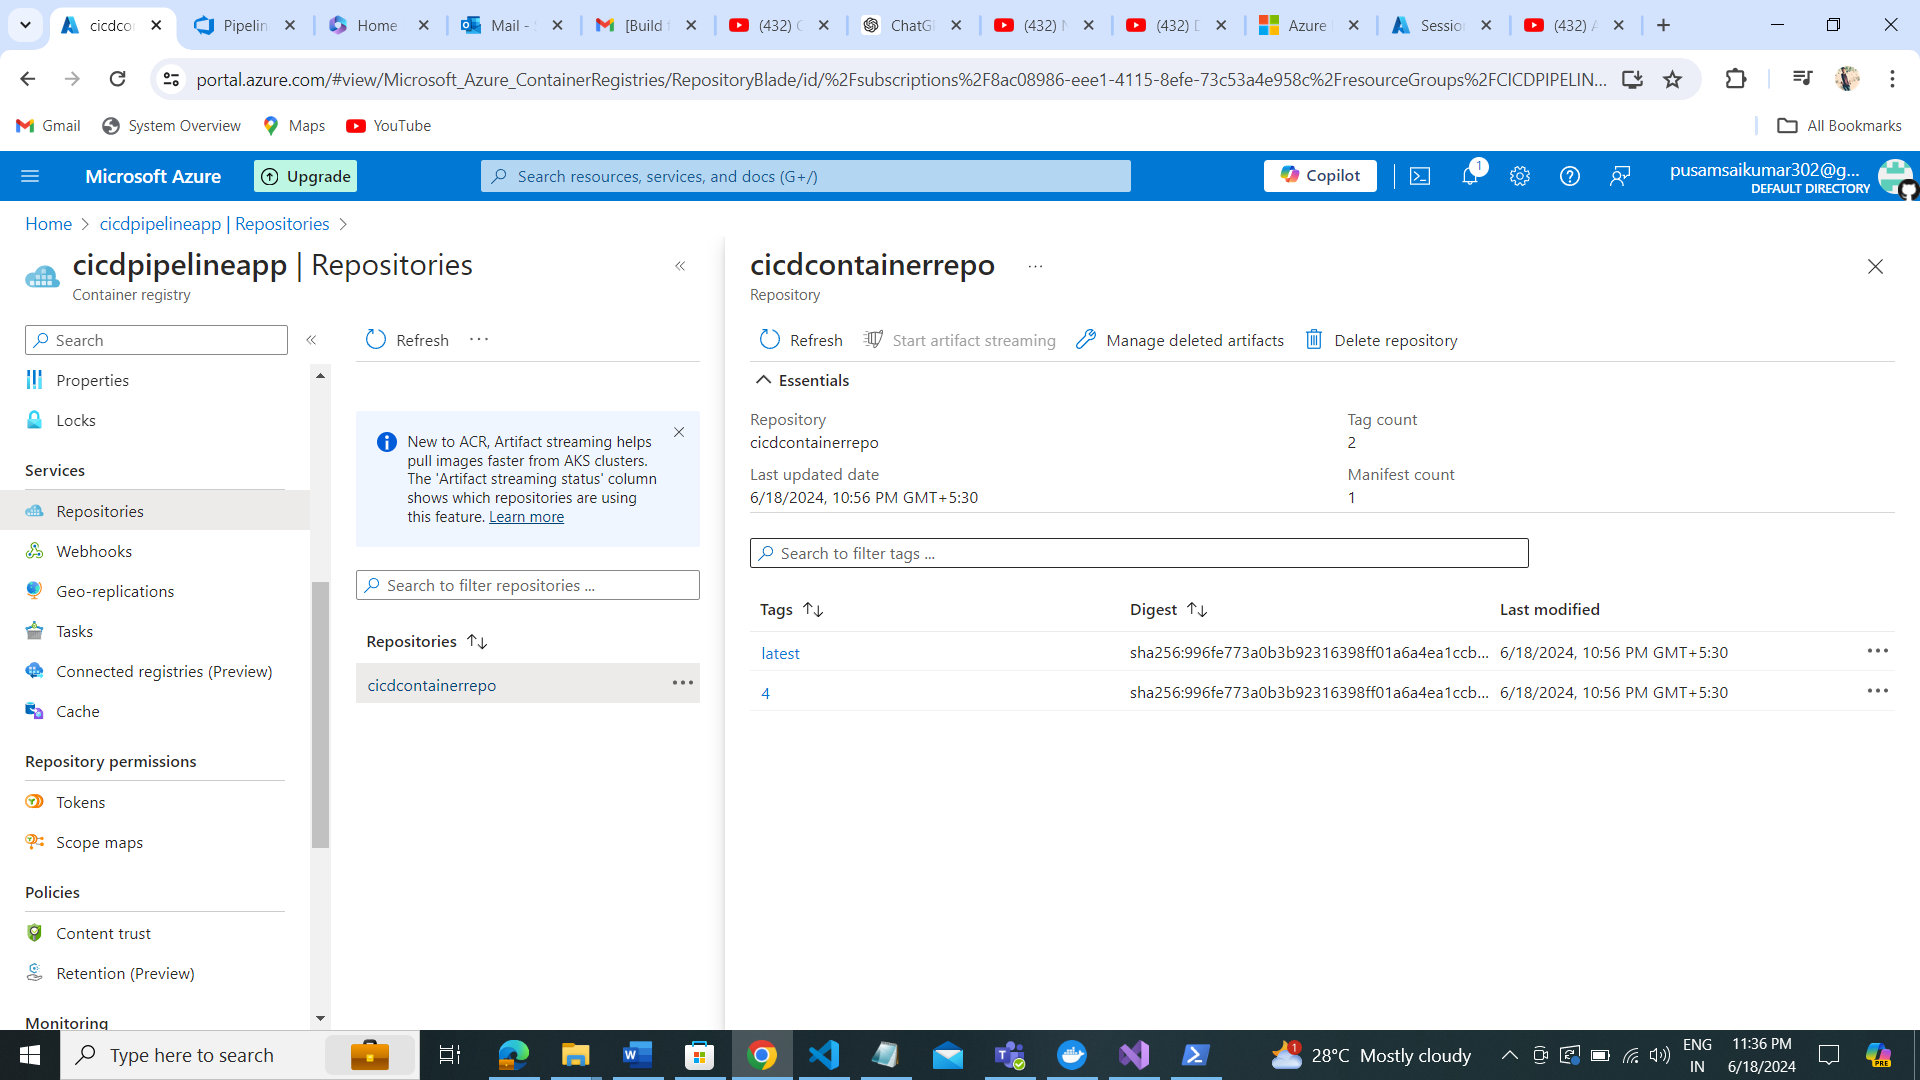 cicdcor
Pipelin
Home
Mail -
[Build t
(432)
ChatGP
(432)
(432)
Azure
Session
(432)
portal.azure.com/#view/Microsoft_Azure_ContainerRegistries/RepositoryBlade/id/%2Fsubscriptions%2F8ac08986-eee1-4115-8efe-73c53a4e958c%2FresourceGroups%2FCICDPIPELIN...
Gmail
System Overview
Maps
YouTube
All Bookmarks
Microsoft Azure
Upgrade
Search resources, services, and docs (G+/)
Copilot
1
pusamsaikumar302@g...
DEFAULT DIRECTORY
Home > cicdpipelineapp | Repositories >
cicdpipelineapp | Repositories
Container registry
Search
Properties
Locks
Services
Repositories
Webhooks
Geo-replications
Tasks
Connected registries (Preview)
Cache
Repository permissions
Tokens
Scope maps
Policies
Content trust
Retention (Preview)
Monitoring
Refresh
New to ACR, Artifact streaming helps
pull images faster from AKS clusters.
The 'Artifact streaming status' column
shows which repositories are using
this feature. Learn more
Search to filter repositories ...
Repositories
cicdcontainerrepo
cicdcontainerrepo
Repository
Refresh
Start artifact streaming
Manage deleted artifacts
Delete repository
Essentials
Repository
cicdcontainerrepo
Last updated date
6/18/2024, 10:56 PM GMT+5:30
Tag count
2
Manifest count
1
Search to filter tags ...
Tags Digest Last modified
latest sha256:996fe773a0b3b92316398ff01a6a4ea1ccb... 6/18/2024, 10:56 PM GMT+5:30
4 sha256:996fe773a0b3b92316398ff01a6a4ea1ccb... 6/18/2024, 10:56 PM GMT+5:30
Type here to search
1
28°C Mostly cloudy
ENG
IN
11:36 PM
6/18/2024
PRE